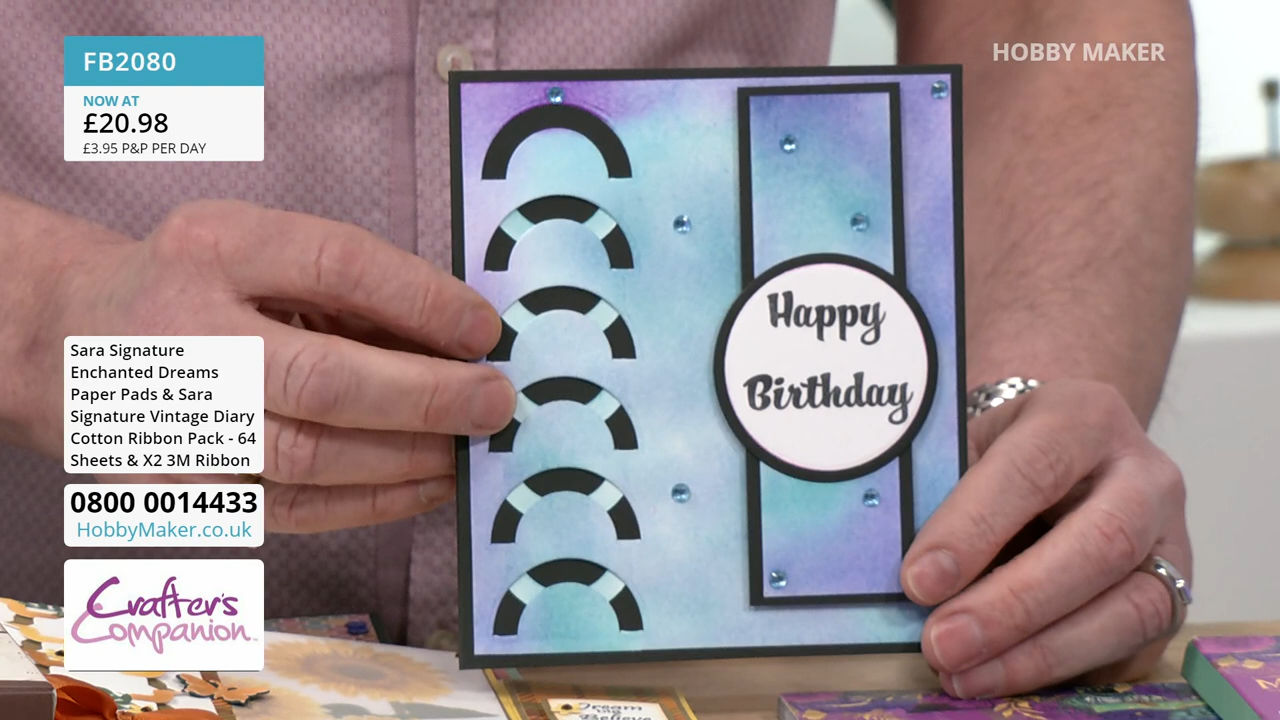 FB2080
NOW AT
£20.98
£3.95 P&P PER DAY
HOBBY MAKER
Happy
Birthday
Sara Signature
Enchanted Dreams
Paper Pads & Sara
Signature Vintage Diary
Cotton Ribbon Pack - 64
Sheets & X2 3M Ribbon
0800 0014433
HobbyMaker.co.uk
Crafter's
Companion
Dream
Believe